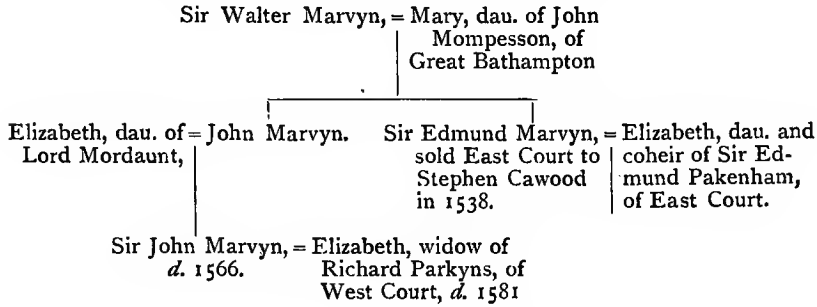 Sir Walter Marvyn, = Mary, dau. of John
Mompesson, of
Great Bathampton
Elizabeth, dau. of = John Marvyn. Sir Edmund Marvyn, = Elizabeth, dau. and
Lord Mordaunt, sold East Court to coheir of Sir Ed-
Stephen Cawood mund Pakenham,
in 1538. of East Court.
Sir John Marvyn, = Elizabeth, widow of
d. 1566. Richard Parkyns, of
West Court, d. 1581